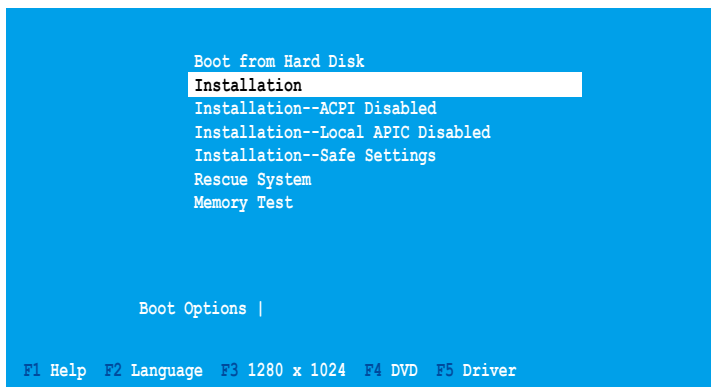 Boot from Hard Disk
Installation
Installation--ACPI Disabled
Installation--Local APIC Disabled
Installation--Safe Settings
Rescue System
Memory Test
Boot Options |
F1 Help F2 Language F3 1280 x 1024 F4 DVD F5 Driver